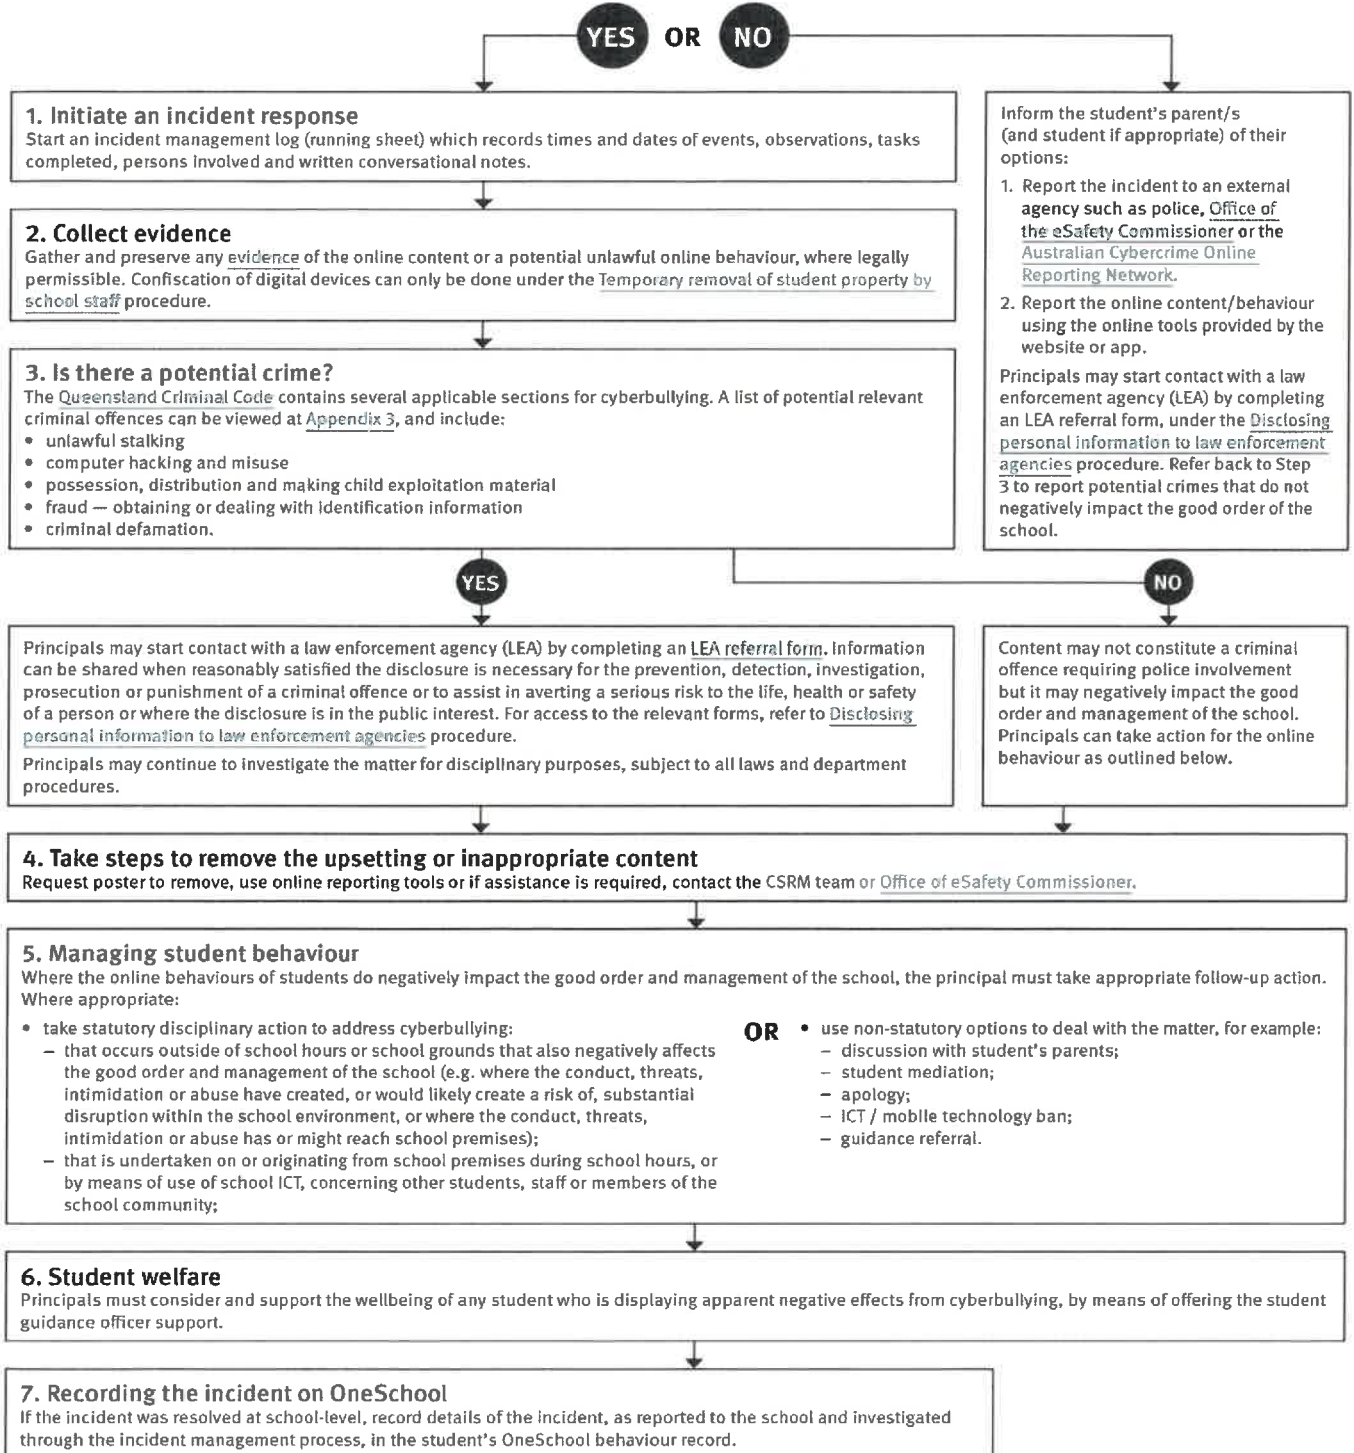 YES OR NO
1. Initiate an incident response
Start an incident management log (running sheet) which records times and dates of events, observations, tasks
completed, persons involved and written conversational notes.
2. Collect evidence
Gather and preserve any evidence of the online content or a potential unlawful online behaviour, where legally
permissible. Confiscation of digital devices can only be done under the Temporary removal of student property by
school staff procedure.
3. Is there a potential crime?
The Queensland Criminal Code contains several applicable sections for cyberbullying. A list of potential relevant
criminal offences can be viewed at Appendix 3, and include:
• unlawful stalking
• computer hacking and misuse
• possession, distribution and making child exploitation material
• fraud — obtaining or dealing with identification information
• criminal defamation.
Inform the student's parent/s
(and student if appropriate) of their
options:
1. Report the incident to an external
agency such as police, Office of
the eSafety Commissioner or the
Australian Cybercrime Online
Reporting Network.
2. Report the online content/behaviour
using the online tools provided by the
website or app.
Principals may start contact with a law
enforcement agency (LEA) by completing
an LEA referral form, under the Disclosing
personal information to law enforcement
agencies procedure. Refer back to Step
3 to report potential crimes that do not
negatively impact the good order of the
school.
YES
NO
Principals may start contact with a law enforcement agency (LEA) by completing an LEA referral form. Information
can be shared when reasonably satisfied the disclosure is necessary for the prevention, detection, investigation,
prosecution or punishment of a criminal offence or to assist in averting a serious risk to the life, health or safety
of a person or where the disclosure is in the public interest. For access to the relevant forms, refer to Disclosing
personal information to law enforcement agencies procedure.
Principals may continue to investigate the matter for disciplinary purposes, subject to all laws and department
procedures.
Content may not constitute a criminal
offence requiring police involvement
but it may negatively impact the good
order and management of the school.
Principals can take action for the online
behaviour as outlined below.
4. Take steps to remove the upsetting or inappropriate content
Request poster to remove, use online reporting tools or if assistance is required, contact the CSRM team or Office of eSafety Commissioner.
5. Managing student behaviour
Where the online behaviours of students do negatively impact the good order and management of the school, the principal must take appropriate follow-up action.
Where appropriate:
• take statutory disciplinary action to address cyberbullying:
– that occurs outside of school hours or school grounds that also negatively affects
the good order and management of the school (e.g. where the conduct, threats,
intimidation or abuse have created, or would likely create a risk of, substantial
disruption within the school environment, or where the conduct, threats,
intimidation or abuse has or might reach school premises);
– that is undertaken on or originating from school premises during school hours, or
by means of use of school ICT, concerning other students, staff or members of the
school community;
OR
• use non-statutory options to deal with the matter, for example:
– discussion with student's parents;
– student mediation;
– apology;
– ICT / mobile technology ban;
– guidance referral.
6. Student welfare
Principals must consider and support the wellbeing of any student who is displaying apparent negative effects from cyberbullying, by means of offering the student
guidance officer support.
7. Recording the incident on OneSchool
If the incident was resolved at school-level, record details of the incident, as reported to the school and investigated
through the incident management process, in the student's OneSchool behaviour record.